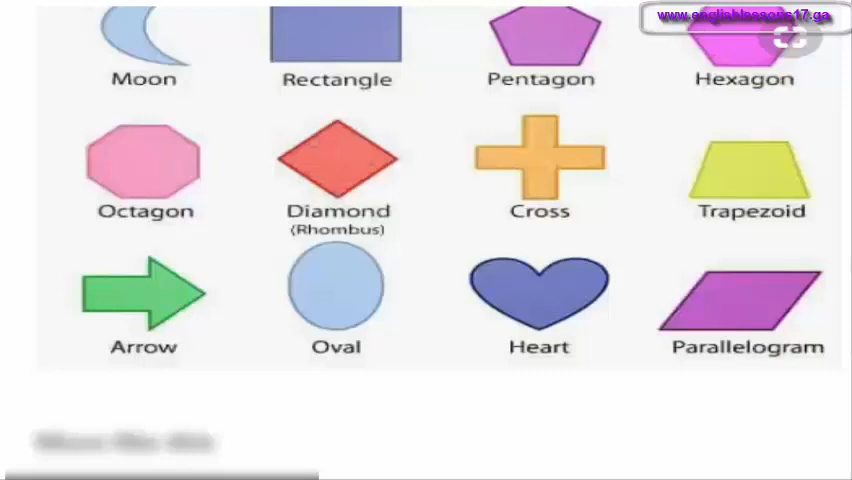 www.englishlessons17.ga
Moon
Rectangle
Pentagon
Hexagon
Octagon
Diamond
(Rhombus)
Cross
Trapezoid
Arrow
Oval
Heart
Parallelogram